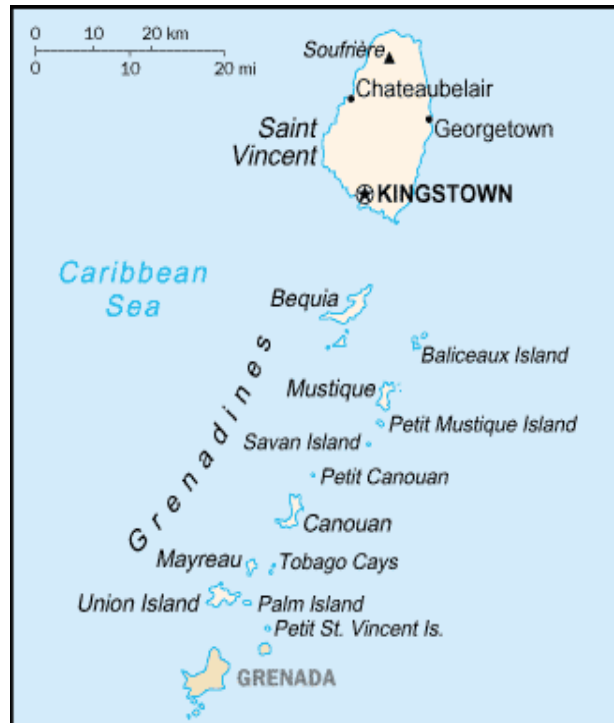 0 10 20 km
0 10 20 mi
Soufrière
Chateaubelair
Georgetown
Saint
Vincent
KINGSTOWN
Caribbean
Sea
Bequia
Baliceaux Island
Grenadines
Mustique
Petit Mustique Island
Savan Island
Petit Canouan
Canouan
Mayreau
Tobago Cays
Union Island
Palm Island
Petit St. Vincent Is.
GRENADA